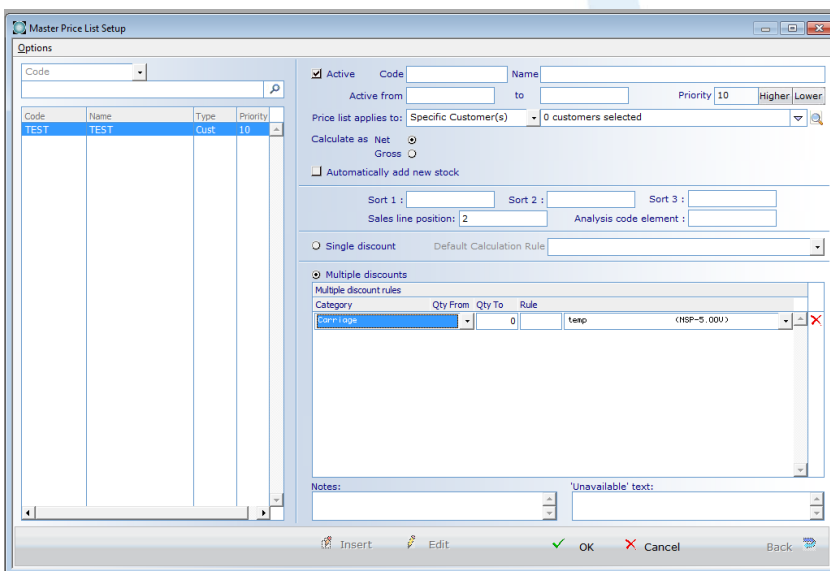 Master Price List Setup
Options
Code
Code Name Type Priority
TEST TEST Cust 10
Active Code Name
Active from to Priority 10 Higher Lower
Price list applies to: Specific Customer(s) 0 customers selected
Calculate as Net
Gross
Automatically add new stock
Sort 1 : Sort 2 : Sort 3 :
Sales line position: 2 Analysis code element :
Single discount Default Calculation Rule
Multiple discounts
Multiple discount rules
Category Qty From Qty To Rule
Carriage 0 temp (NSP-5.00V)
Notes: 'Unavailable' text:
Insert Edit OK Cancel Back